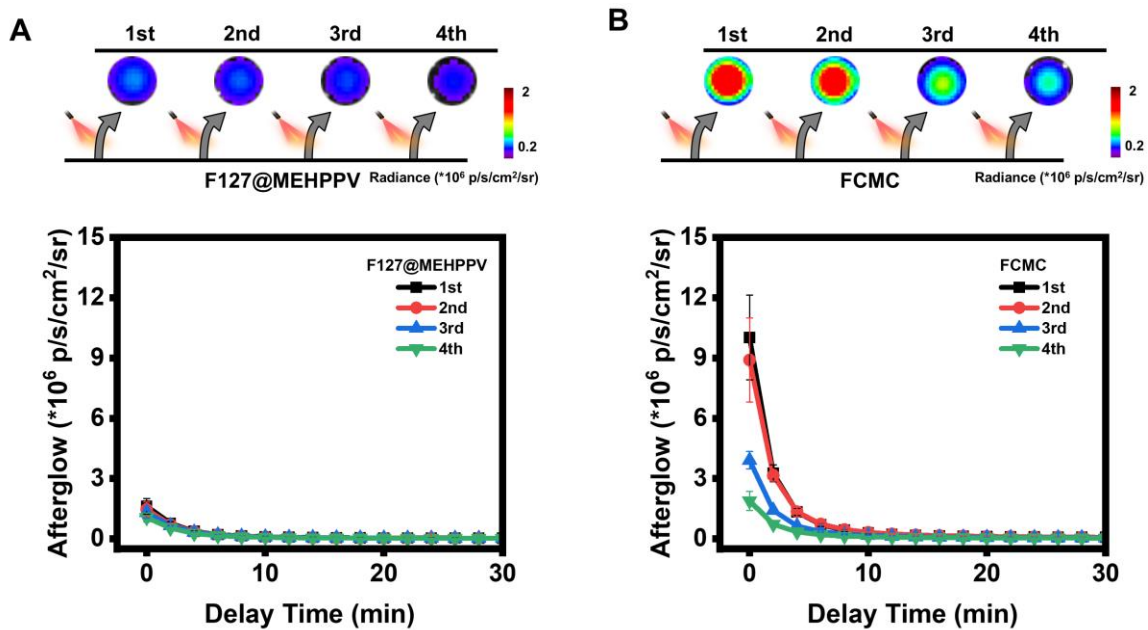 A
1st 2nd 3rd 4th
2
0.2
F127@MEHPPV Radiance (*10⁶ p/s/cm²/sr)
15
12
9
6
3
0
Afterglow (*10⁶ p/s/cm²/sr)
F127@MEHPPV
1st
2nd
3rd
4th
0 10 20 30
Delay Time (min)
B
1st 2nd 3rd 4th
2
0.2
FCMC Radiance (*10⁶ p/s/cm²/sr)
15
12
9
6
3
0
Afterglow (*10⁶ p/s/cm²/sr)
FCMC
1st
2nd
3rd
4th
0 10 20 30
Delay Time (min)